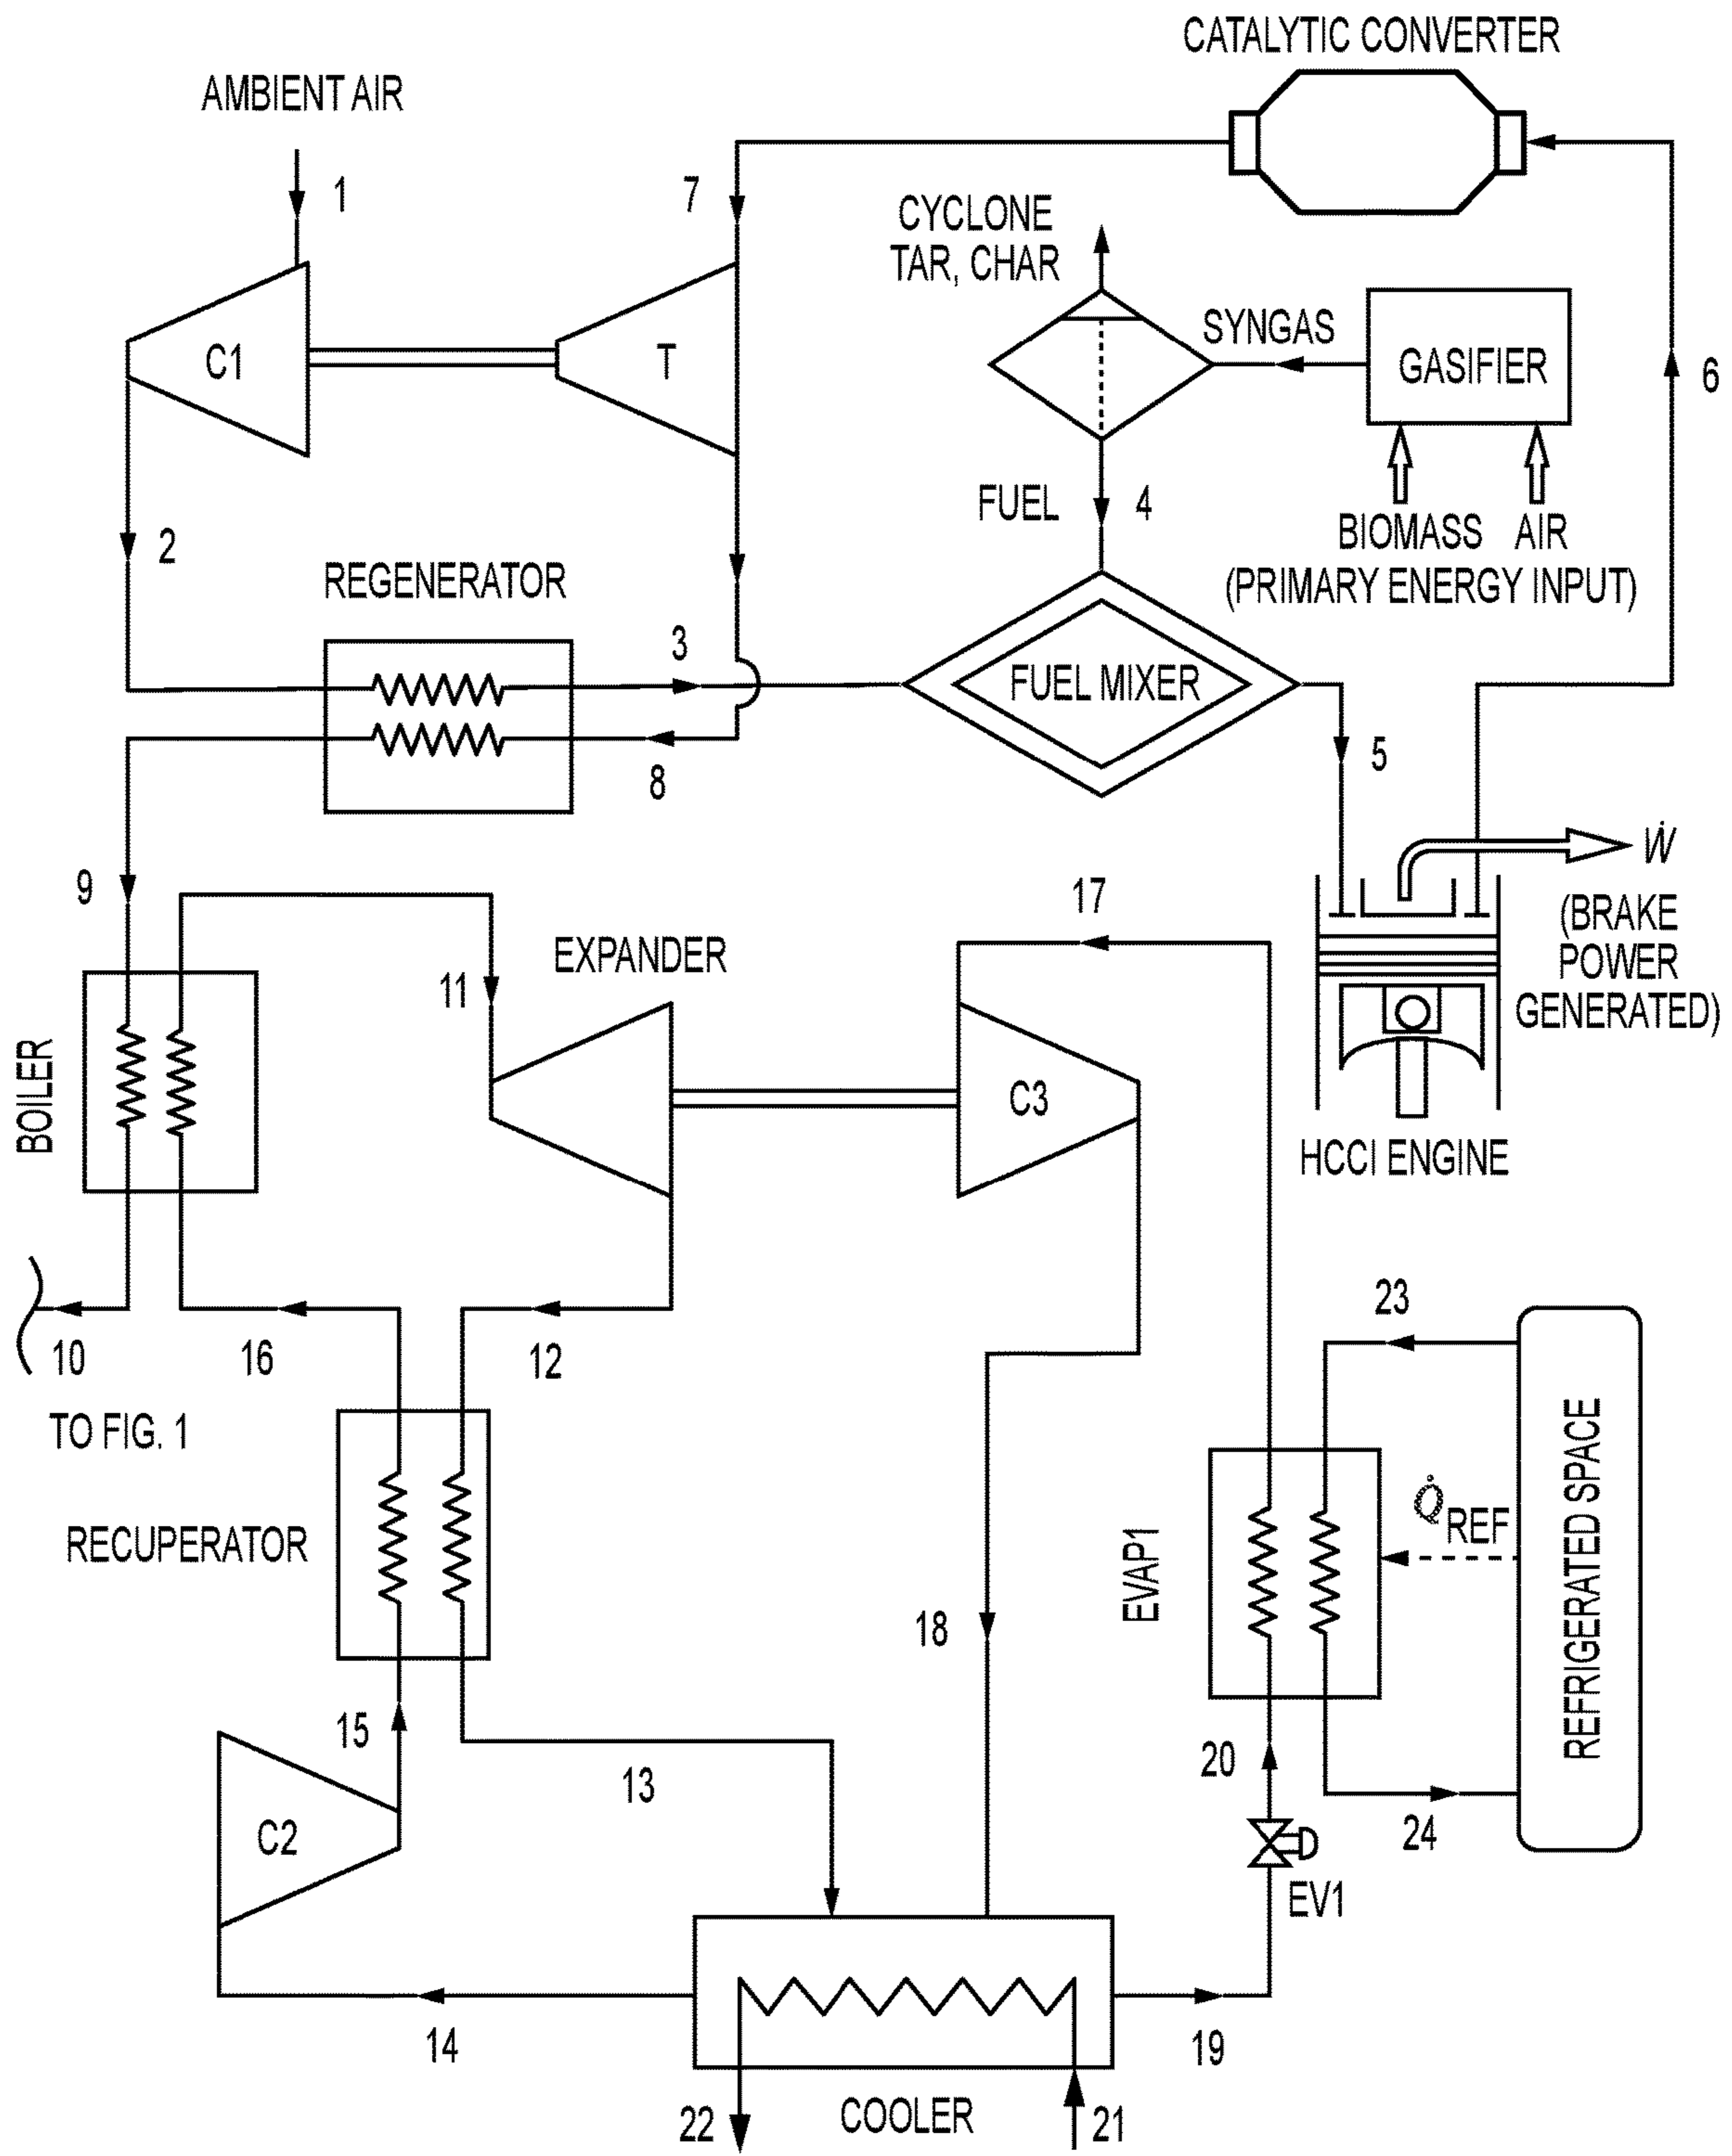 CATALYTIC CONVERTER
AMBIENT AIR
1
7
CYCLONE
TAR, CHAR
SYNGAS
GASIFIER
6
C1
T
FUEL
4
BIOMASS AIR
(PRIMARY ENERGY INPUT)
2
REGENERATOR
3
FUEL MIXER
5
8
Ẇ
(BRAKE
POWER
GENERATED)
9
17
EXPANDER
11
BOILER
C3
HCCI ENGINE
10
16
12
23
TO FIG. 1
RECUPERATOR
EVAP1
Q̇REF
REFRIGERATED SPACE
18
15
13
20
24
C2
EV1
14
19
22
COOLER
21